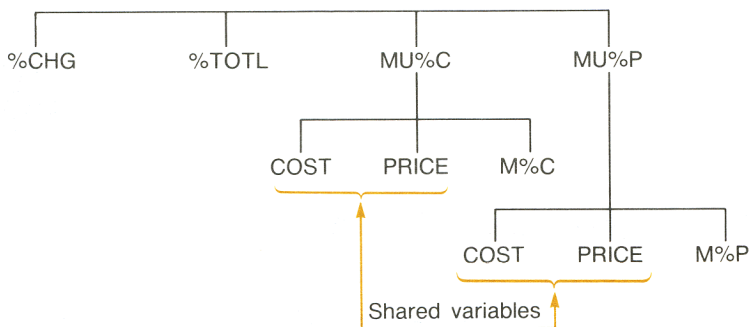 %CHG %TOTL MU%C MU%P
COST PRICE M%C
COST PRICE M%P
Shared variables